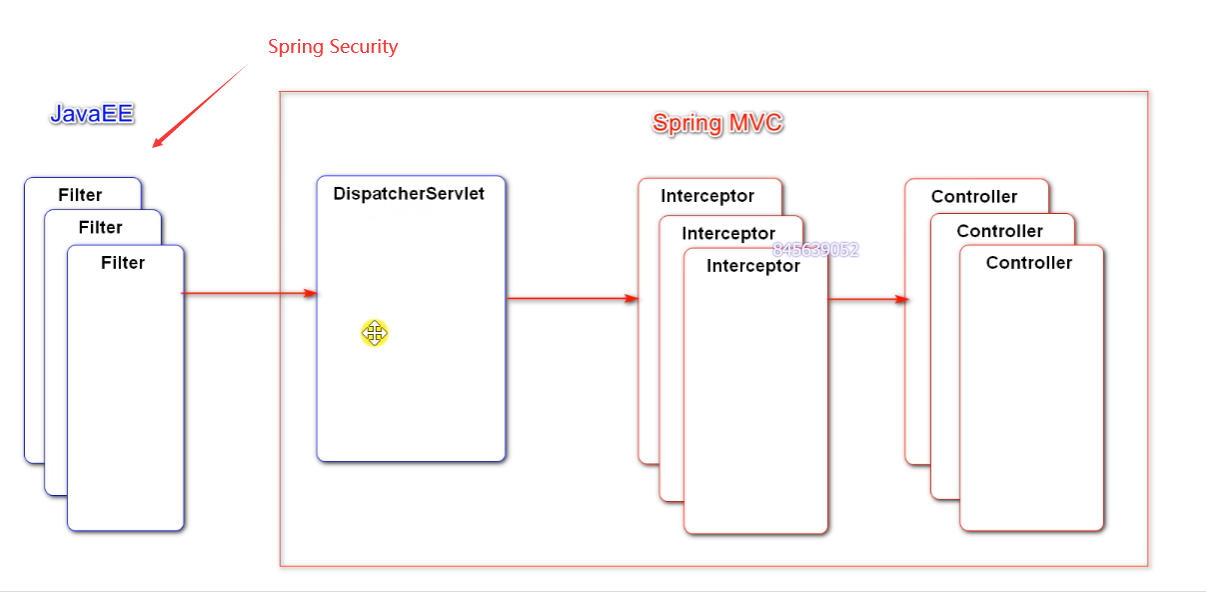 Spring Security
JavaEE
Spring MVC
Filter
Filter
Filter
DispatcherServlet
Interceptor
Interceptor
845639052
Interceptor
Controller
Controller
Controller